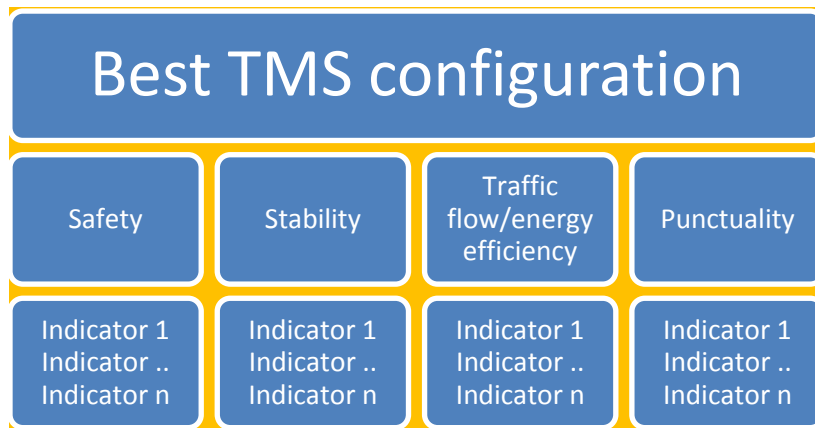 Best TMS configuration
Safety
Stability
Traffic
flow/energy
efficiency
Punctuality
Indicator 1
Indicator ..
Indicator n
Indicator 1
Indicator ..
Indicator n
Indicator 1
Indicator ..
Indicator n
Indicator 1
Indicator ..
Indicator n